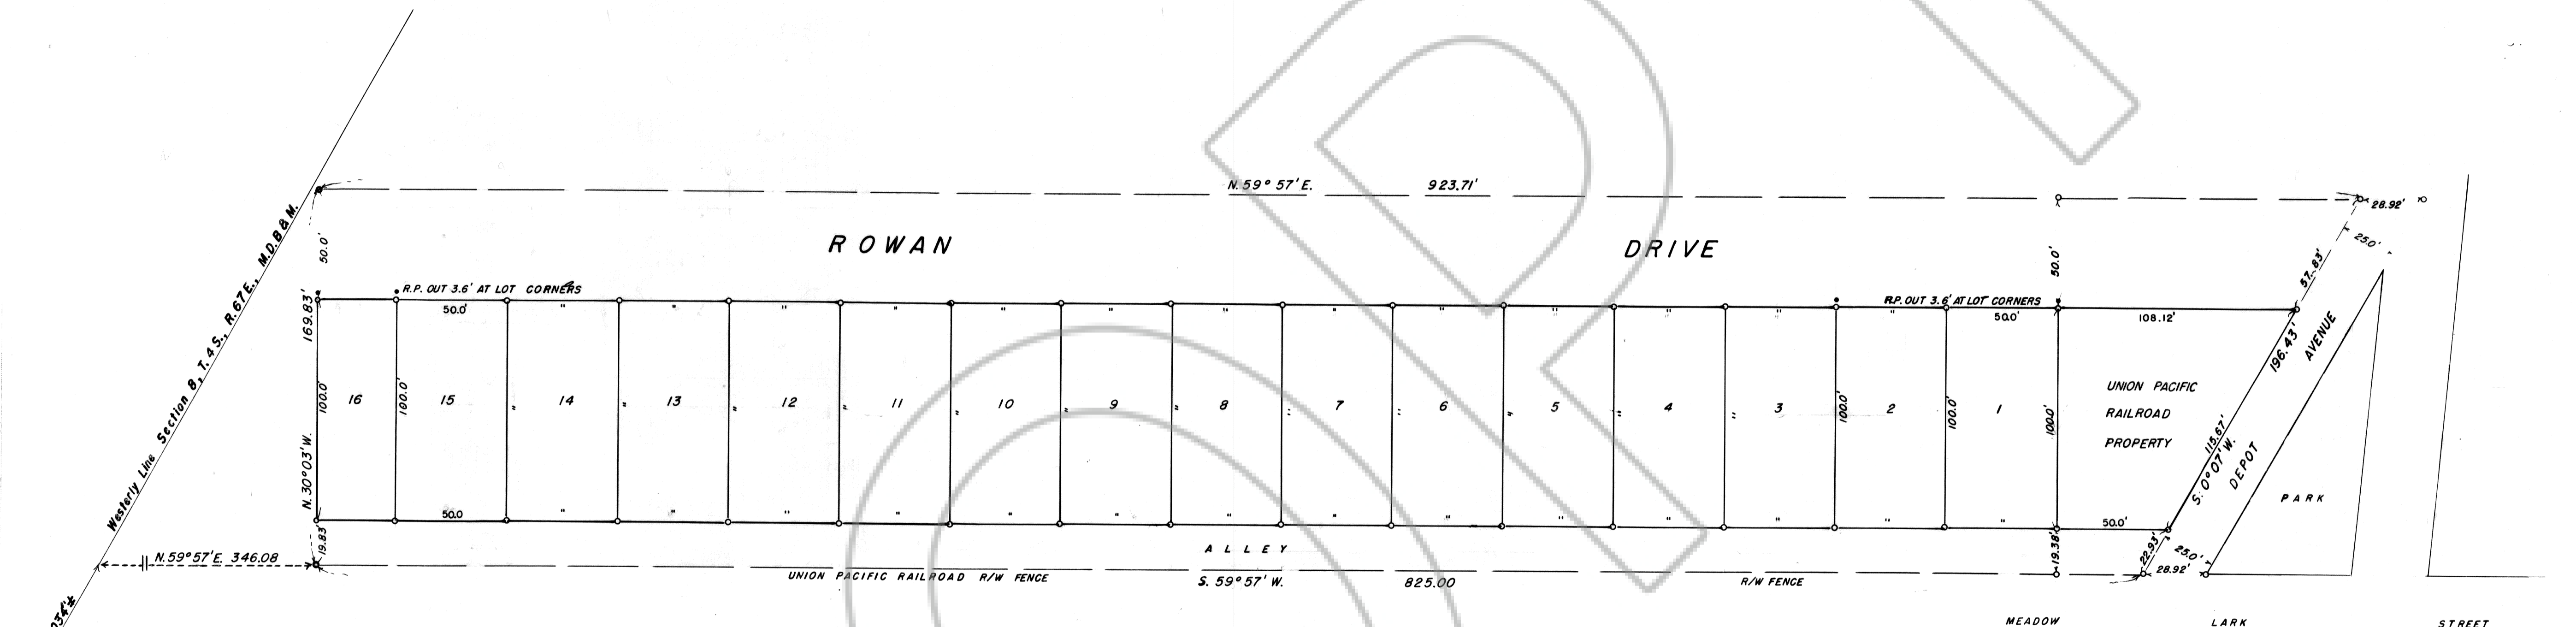 N. 59° 57' E. 923.71'
28.92'
25.0'
ROWAN DRIVE
50.0'
50.0'
57.83'
Westerly Line Section 8, T. 4 S., R. 67 E., M.D.B & M.
R.P. OUT 3.6' AT LOT CORNERS
R.P. OUT 3.6' AT LOT CORNERS
50.0' " " " " " " " " " " " " " 50.0' 108.12'
169.83'
N. 30° 03' W.
100.0' 16 100.0' 15 " 14 " 13 " 12 " 11 " 10 " 9 " 8 " 7 " 6 " 5 " 4 " 3 100.0' 2 100.0' 1 100.0'
UNION PACIFIC
RAILROAD
PROPERTY
196.43'
115.67'
S. 0° 07' W.
DEPOT AVENUE
PARK
50.0 " " " " " " " " " " " " " " 50.0'
19.83'
ALLEY
19.38'
22.93'
25.0'
28.92'
N. 59° 57' E. 346.08
UNION PACIFIC RAILROAD R/W FENCE
S. 59° 57' W. 825.00
R/W FENCE
MEADOW LARK STREET